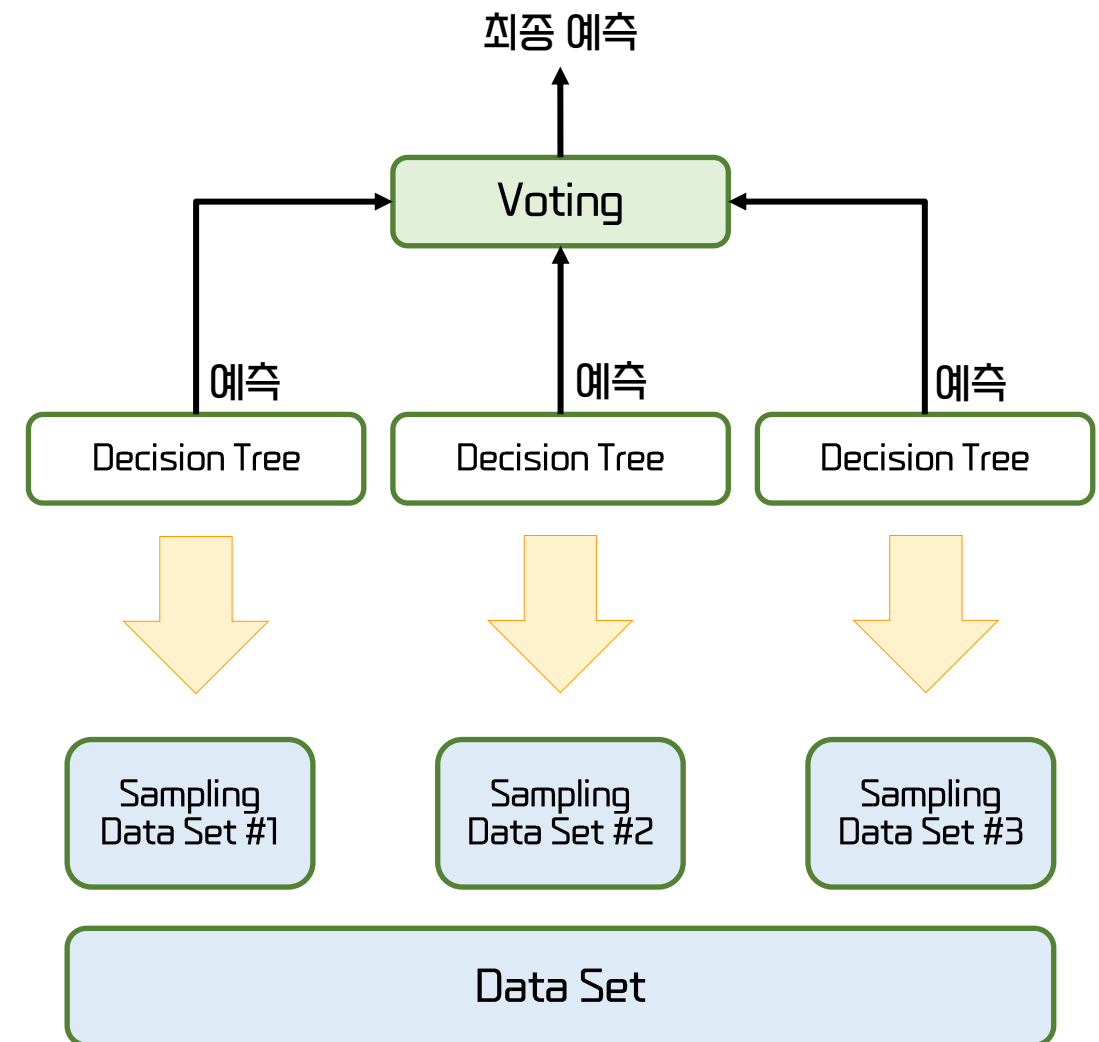 최종 예측
Voting
예측
예측
예측
Decision Tree
Decision Tree
Decision Tree
Sampling
Data Set #1
Sampling
Data Set #2
Sampling
Data Set #3
Data Set